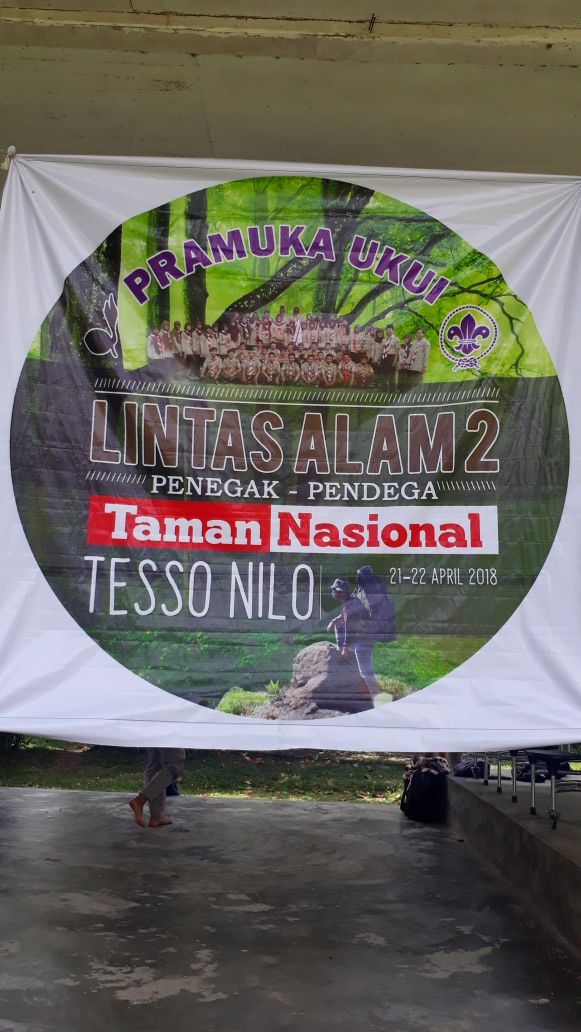 PRAMUKA UKUI
LINTAS ALAM 2
PENEGAK - PENDEGA
Taman Nasional
TESSO NILO
21-22 APRIL 2018